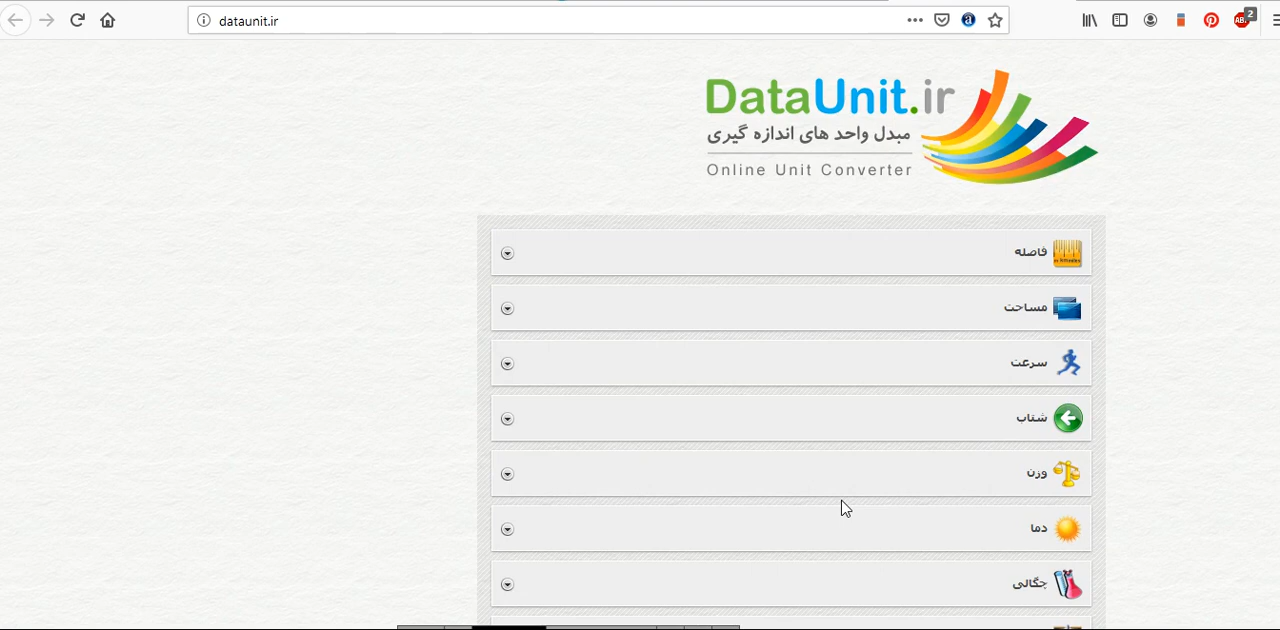 dataunit.ir
2
DataUnit.ir
مبدل واحد های اندازه گیری
Online Unit Converter
فاصله
مساحت
سرعت
شتاب
وزن
دما
چگالی